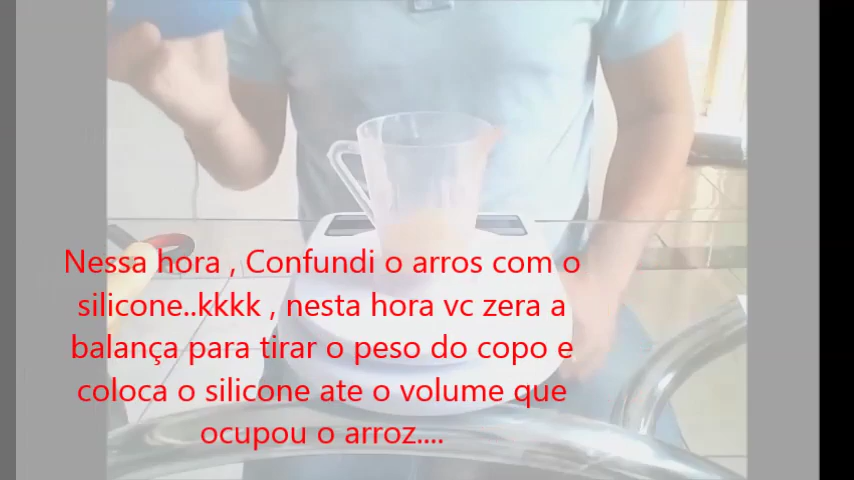 Nessa hora , Confundi o arros com o
silicone..kkkk , nesta hora vc zera a
balança para tirar o peso do copo e
coloca o silicone ate o volume que
ocupou o arroz....